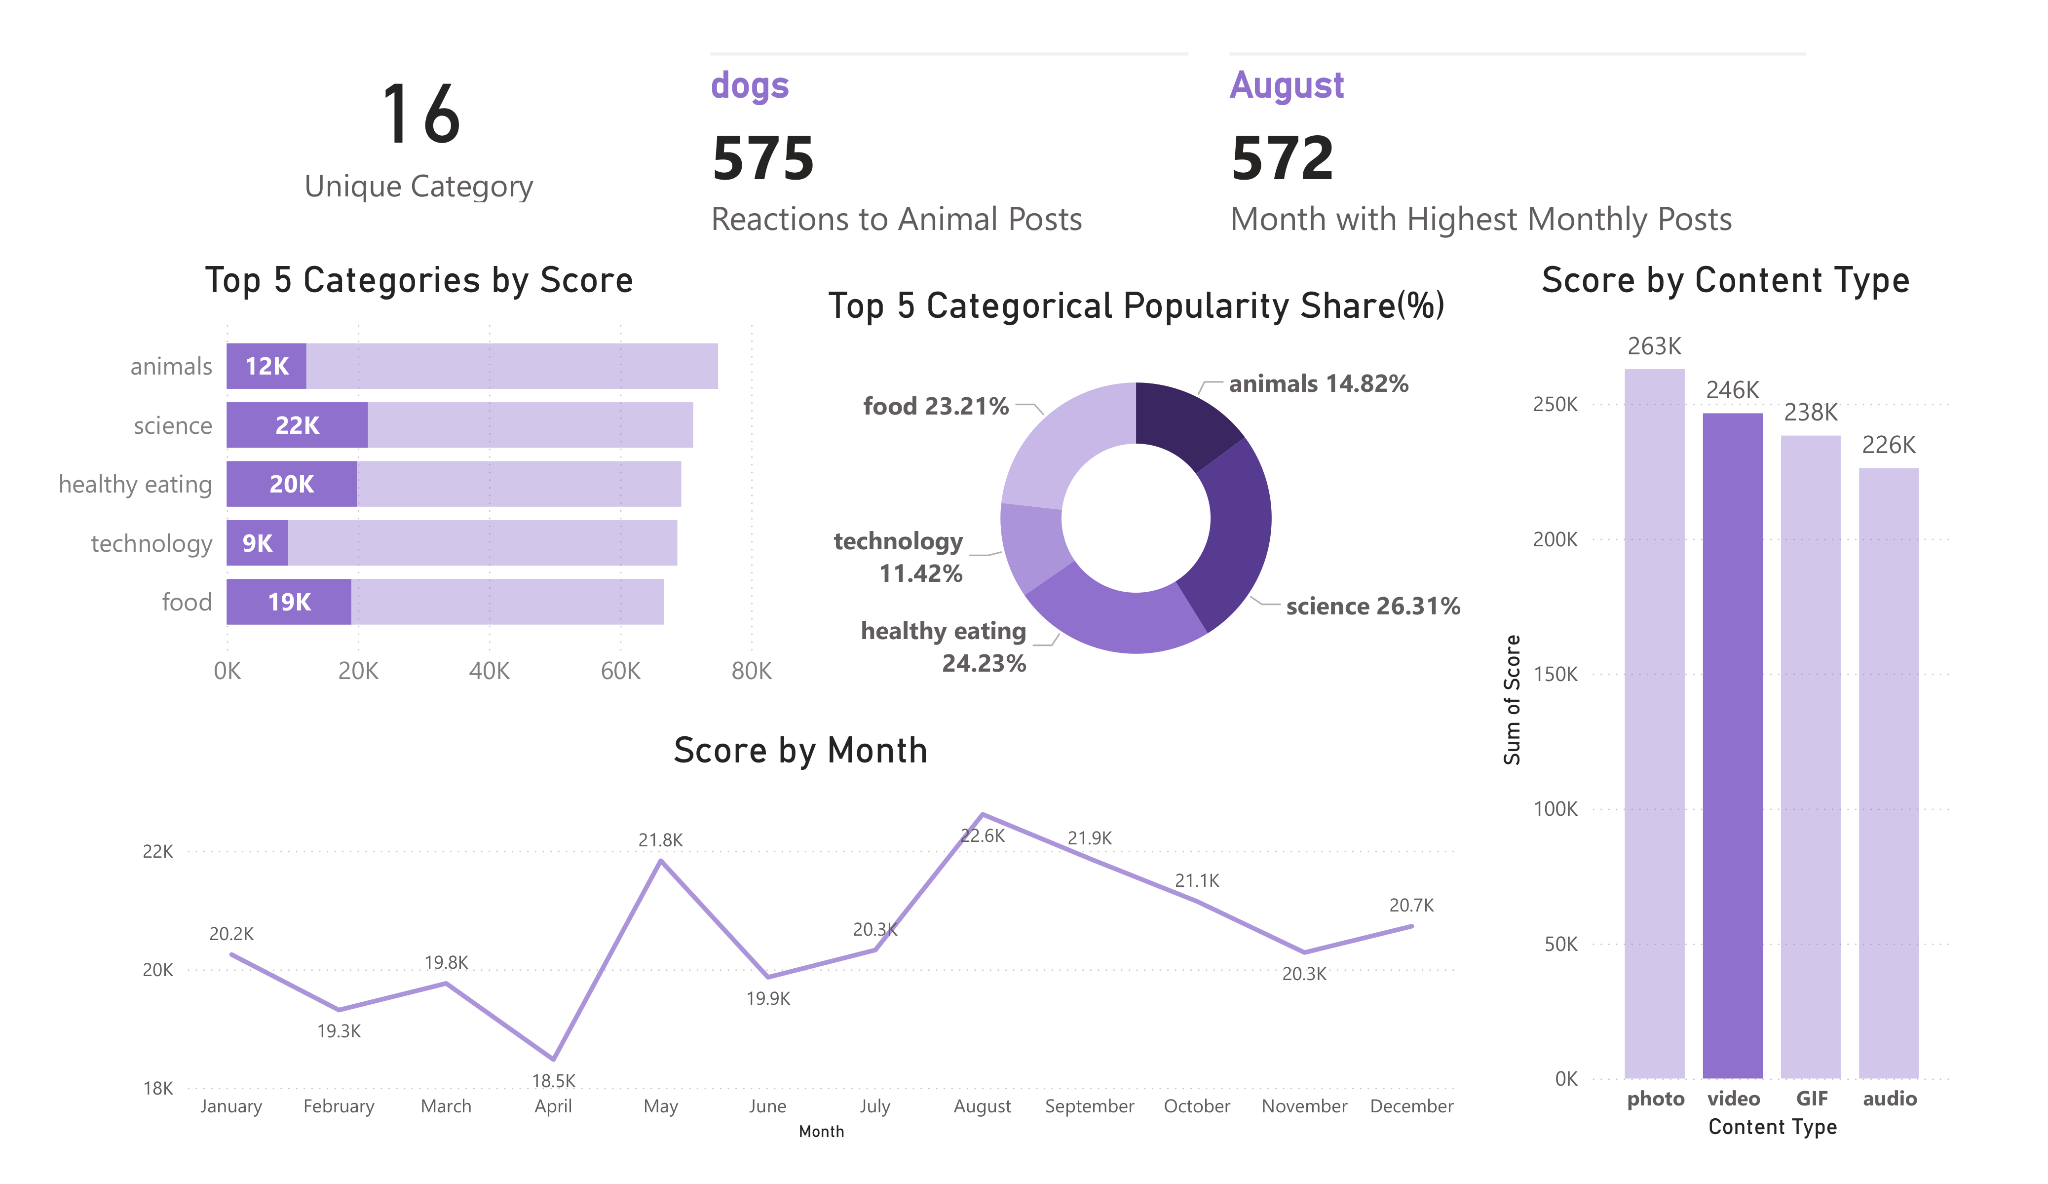 16
Unique Category
dogs
575
Reactions to Animal Posts
August
572
Month with Highest Monthly Posts
Top 5 Categories by Score
animals
12K
science
22K
healthy eating
20K
technology
9K
food
19K
0K
20K
40K
60K
80K
Top 5 Categorical Popularity Share(%)
food 23.21%
animals 14.82%
technology
11.42%
healthy eating
24.23%
science 26.31%
Score by Content Type
Sum of Score
250K
200K
150K
100K
50K
0K
263K
246K
238K
226K
photo
video
GIF
audio
Content Type
Score by Month
22K
20K
18K
20.2K
19.3K
19.8K
18.5K
21.8K
19.9K
20.3K
22.6K
21.9K
21.1K
20.3K
20.7K
January
February
March
April
May
June
July
August
September
October
November
December
Month